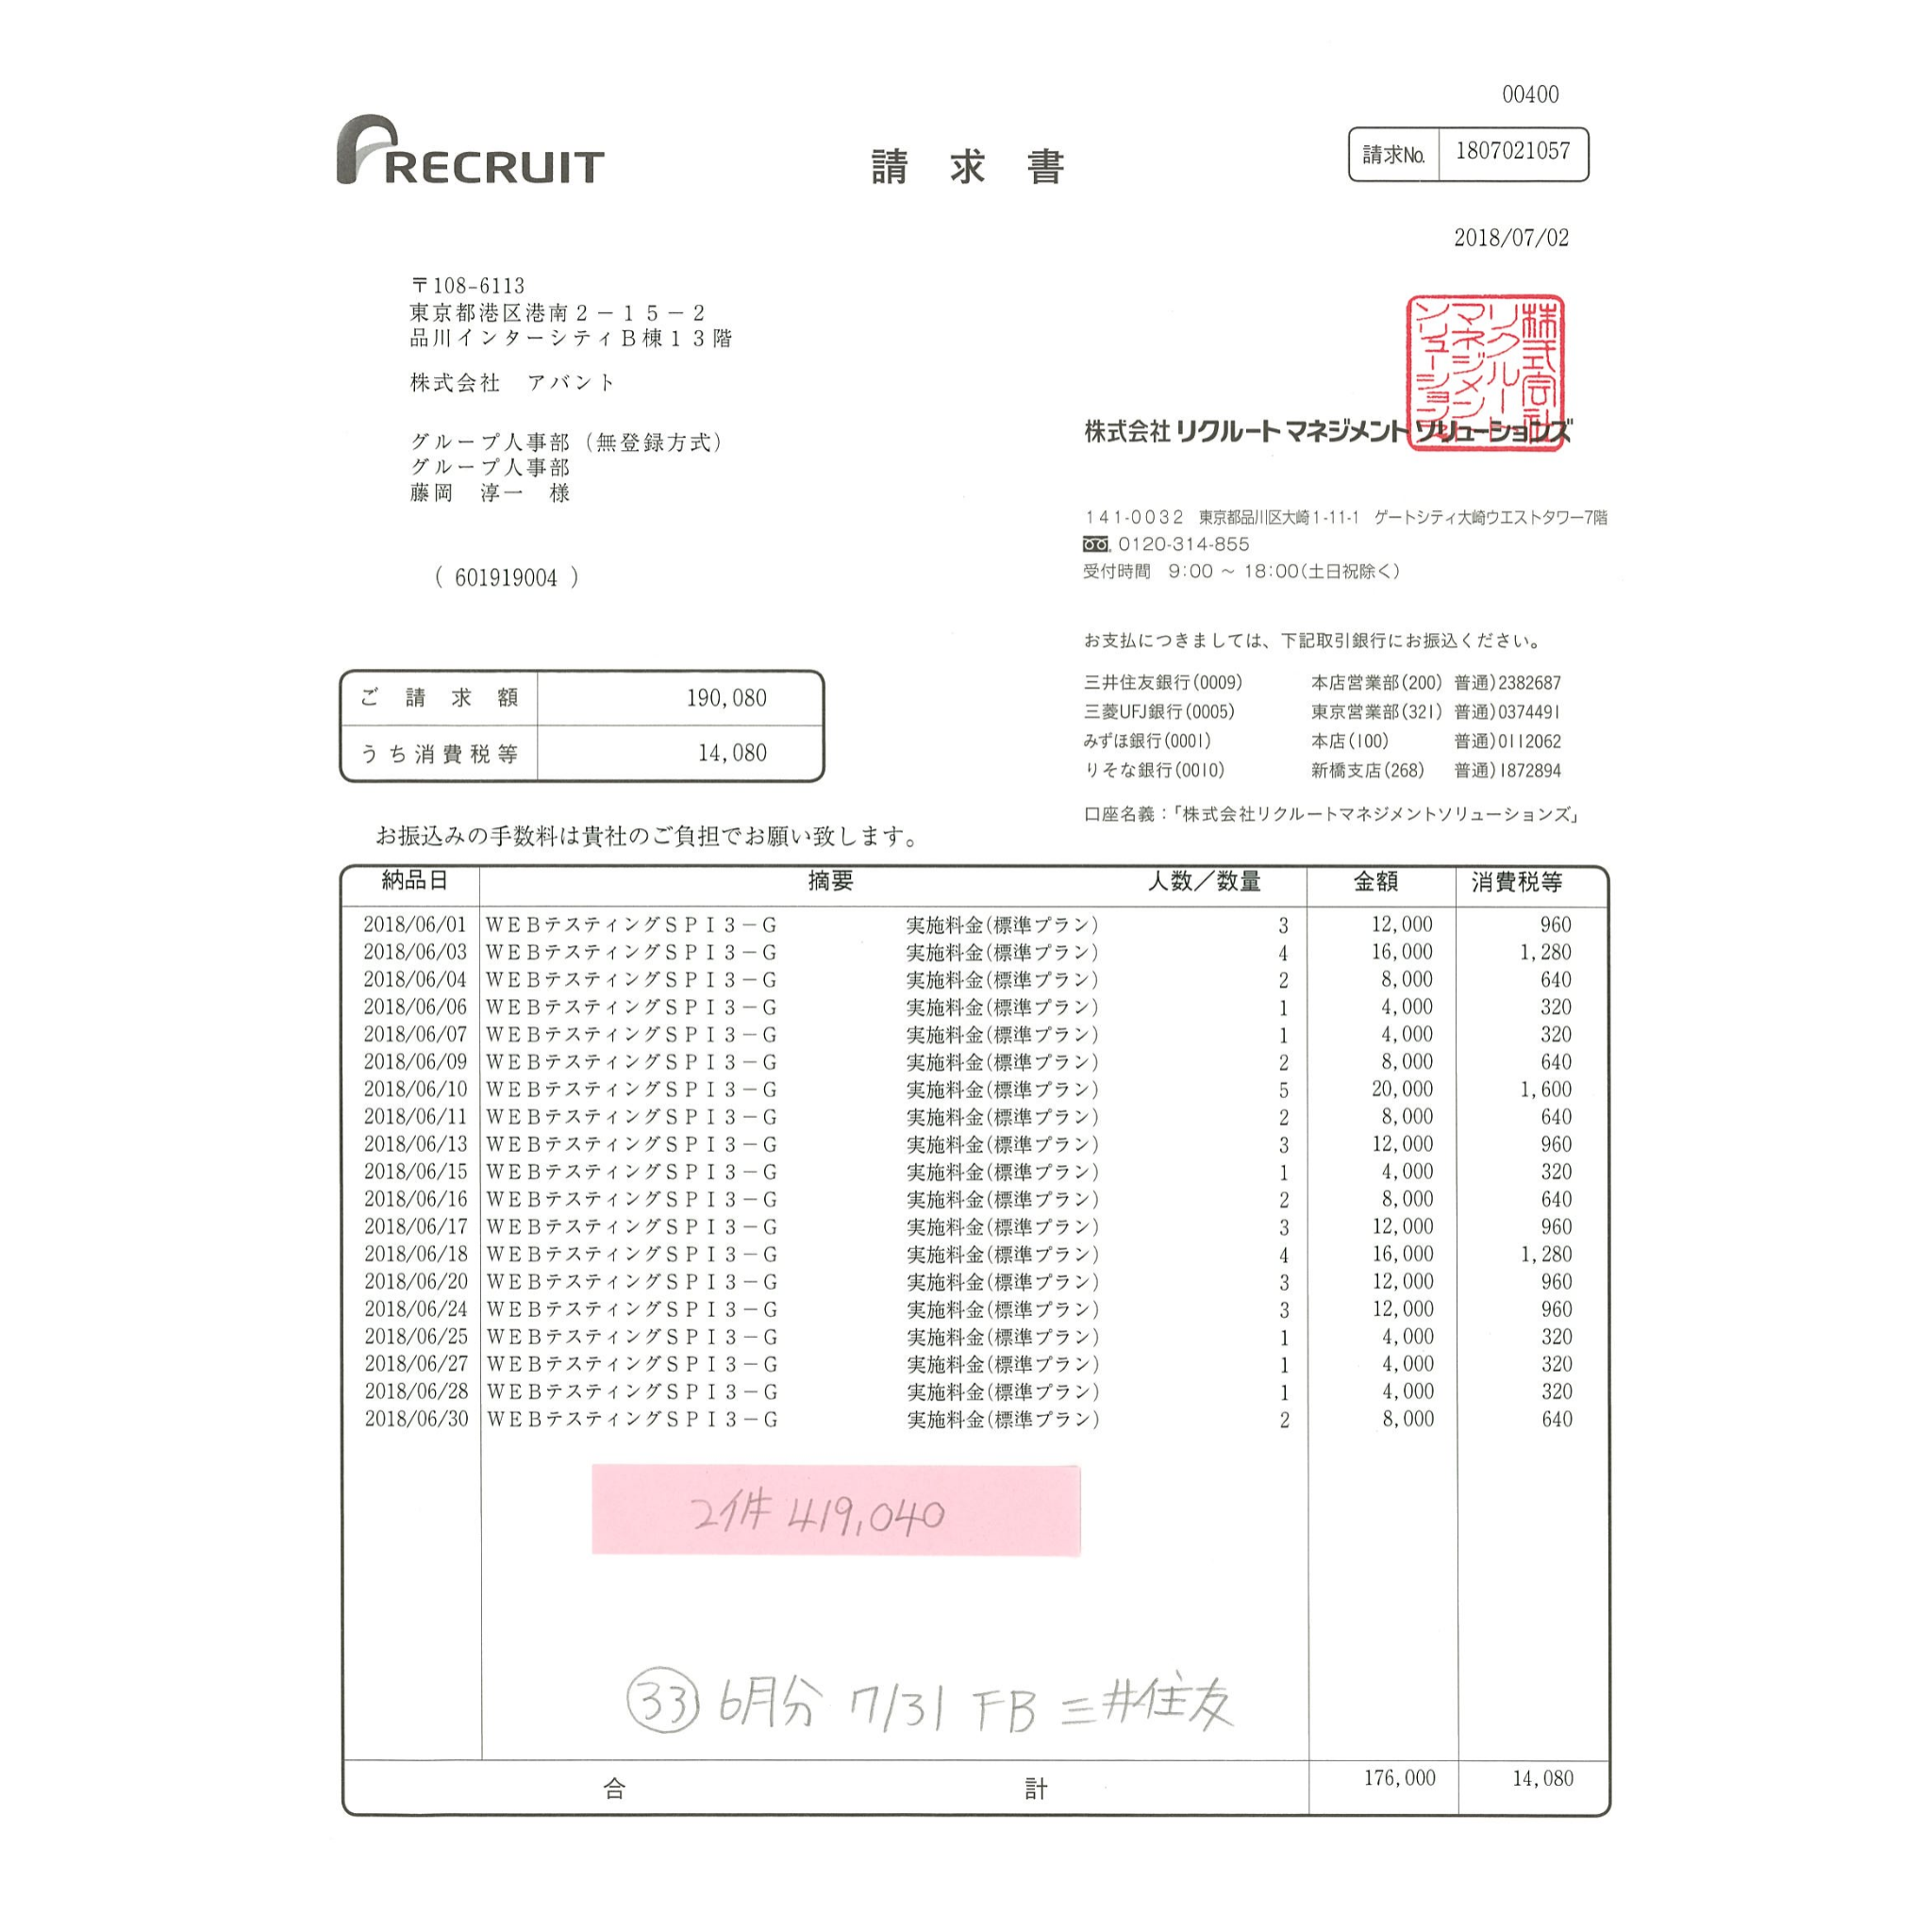 00400
RECRUIT
請求書
請求No. 1807021057
2018/07/02
〒108-6113
東京都港区港南２－１５－２
品川インターシティＢ棟１３階
株式会社 アバント
グループ人事部（無登録方式）
グループ人事部
藤岡 淳一 様
( 601919004 )
株式会社リクルートマネジメントソリューションズ
株式会社 リクルート マネジメント ソリューションズ
141-0032 東京都品川区大崎1-11-1 ゲートシティ大崎ウエストタワー7階
0120-314-855
受付時間 9:00 ～ 18:00(土日祝除く)
お支払につきましては、下記取引銀行にお振込ください。
三井住友銀行(0009) 本店営業部(200) 普通)2382687
三菱UFJ銀行(0005) 東京営業部(321) 普通)0374491
みずほ銀行(0001) 本店(100) 普通)0112062
りそな銀行(0010) 新橋支店(268) 普通)1872894
口座名義：「株式会社リクルートマネジメントソリューションズ」
ご請求額 190,080
うち消費税等 14,080
お振込みの手数料は貴社のご負担でお願い致します。
納品日 摘要 人数／数量 金額 消費税等
2018/06/01 ＷＥＢテスティングＳＰＩ３－Ｇ 実施料金(標準プラン) 3 12,000 960
2018/06/03 ＷＥＢテスティングＳＰＩ３－Ｇ 実施料金(標準プラン) 4 16,000 1,280
2018/06/04 ＷＥＢテスティングＳＰＩ３－Ｇ 実施料金(標準プラン) 2 8,000 640
2018/06/06 ＷＥＢテスティングＳＰＩ３－Ｇ 実施料金(標準プラン) 1 4,000 320
2018/06/07 ＷＥＢテスティングＳＰＩ３－Ｇ 実施料金(標準プラン) 1 4,000 320
2018/06/09 ＷＥＢテスティングＳＰＩ３－Ｇ 実施料金(標準プラン) 2 8,000 640
2018/06/10 ＷＥＢテスティングＳＰＩ３－Ｇ 実施料金(標準プラン) 5 20,000 1,600
2018/06/11 ＷＥＢテスティングＳＰＩ３－Ｇ 実施料金(標準プラン) 2 8,000 640
2018/06/13 ＷＥＢテスティングＳＰＩ３－Ｇ 実施料金(標準プラン) 3 12,000 960
2018/06/15 ＷＥＢテスティングＳＰＩ３－Ｇ 実施料金(標準プラン) 1 4,000 320
2018/06/16 ＷＥＢテスティングＳＰＩ３－Ｇ 実施料金(標準プラン) 2 8,000 640
2018/06/17 ＷＥＢテスティングＳＰＩ３－Ｇ 実施料金(標準プラン) 3 12,000 960
2018/06/18 ＷＥＢテスティングＳＰＩ３－Ｇ 実施料金(標準プラン) 4 16,000 1,280
2018/06/20 ＷＥＢテスティングＳＰＩ３－Ｇ 実施料金(標準プラン) 3 12,000 960
2018/06/24 ＷＥＢテスティングＳＰＩ３－Ｇ 実施料金(標準プラン) 3 12,000 960
2018/06/25 ＷＥＢテスティングＳＰＩ３－Ｇ 実施料金(標準プラン) 1 4,000 320
2018/06/27 ＷＥＢテスティングＳＰＩ３－Ｇ 実施料金(標準プラン) 1 4,000 320
2018/06/28 ＷＥＢテスティングＳＰＩ３－Ｇ 実施料金(標準プラン) 1 4,000 320
2018/06/30 ＷＥＢテスティングＳＰＩ３－Ｇ 実施料金(標準プラン) 2 8,000 640
2件 419,040
㉝ 6月分 7/31 FB 三井住友
合計 176,000 14,080